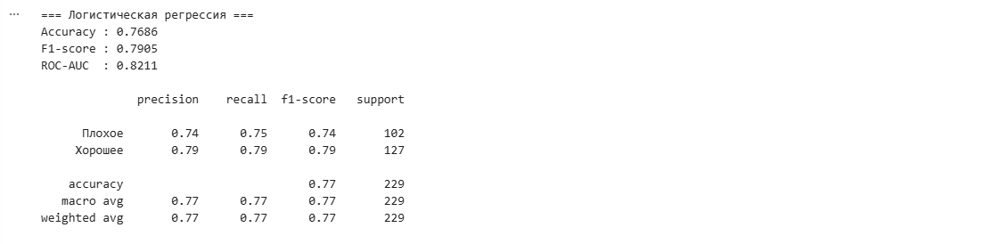 ...
=== Логистическая регрессия ===
Accuracy : 0.7686
F1-score : 0.7905
ROC-AUC  : 0.8211
precision    recall  f1-score   support
Плохое       0.74      0.75      0.74       102
Хорошее       0.79      0.79      0.79       127
accuracy                           0.77       229
macro avg       0.77      0.77      0.77       229
weighted avg       0.77      0.77      0.77       229